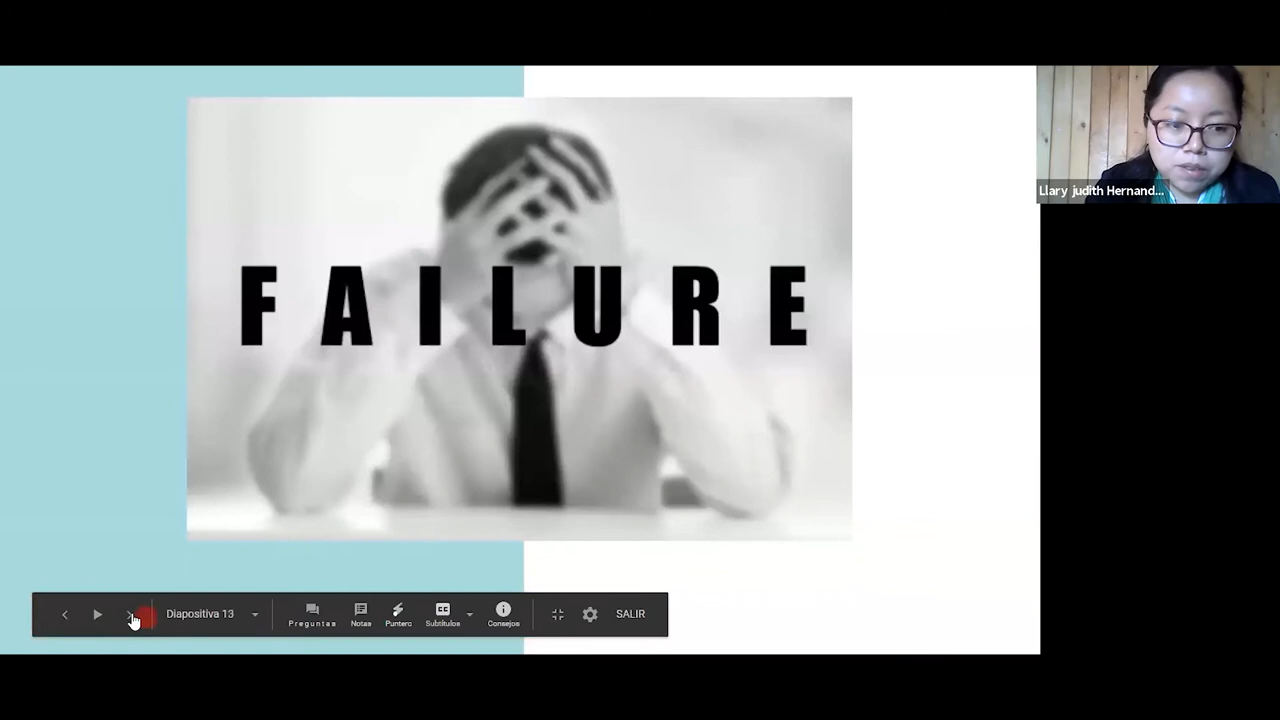 Llary judith Hernand...
FAILURE
Diapositiva 13
Preguntas
Notas
Puntero
Subtítulos
Consejos
SALIR